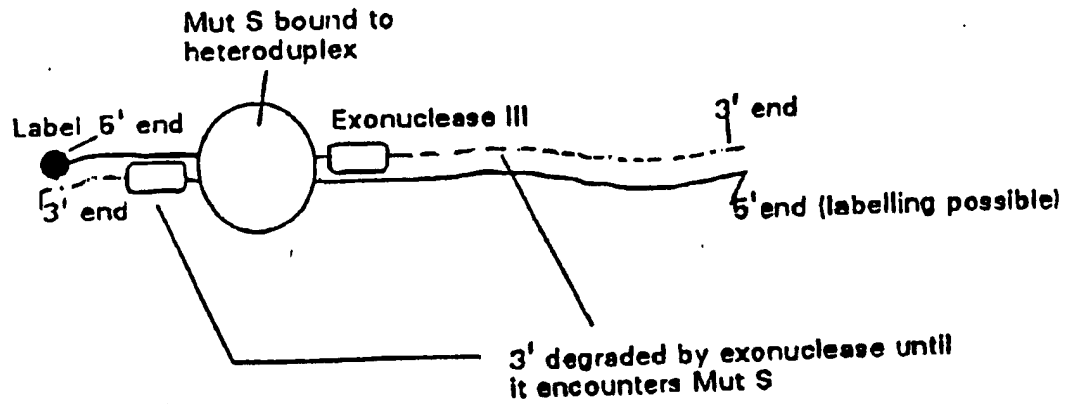 Mut S bound to
heteroduplex
Label 5' end
Exonuclease III
3' end
3' end
5' end (labelling possible)
3' degraded by exonuclease until
it encounters Mut S